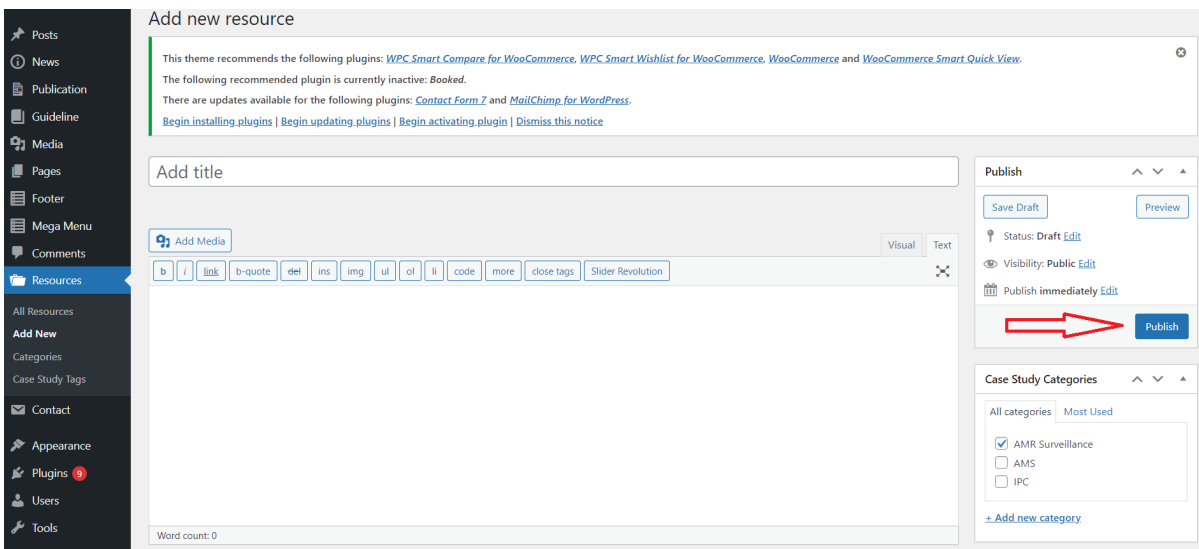 Add new resource
Posts
News
Publication
Guideline
Media
Pages
Footer
Mega Menu
Comments
Resources
All Resources
Add New
Categories
Case Study Tags
Contact
Appearance
Plugins 9
Users
Tools
This theme recommends the following plugins: WPC Smart Compare for WooCommerce, WPC Smart Wishlist for WooCommerce, WooCommerce and WooCommerce Smart Quick View.
The following recommended plugin is currently inactive: Booked.
There are updates available for the following plugins: Contact Form 7 and MailChimp for WordPress.
Begin installing plugins | Begin updating plugins | Begin activating plugin | Dismiss this notice
Add title
Add Media
Visual Text
b i link b-quote del ins img ul ol li code more close tags Slider Revolution
Word count: 0
Publish
Save Draft Preview
Status: Draft Edit
Visibility: Public Edit
Publish immediately Edit
Publish
Case Study Categories
All categories Most Used
AMR Surveillance
AMS
IPC
+ Add new category